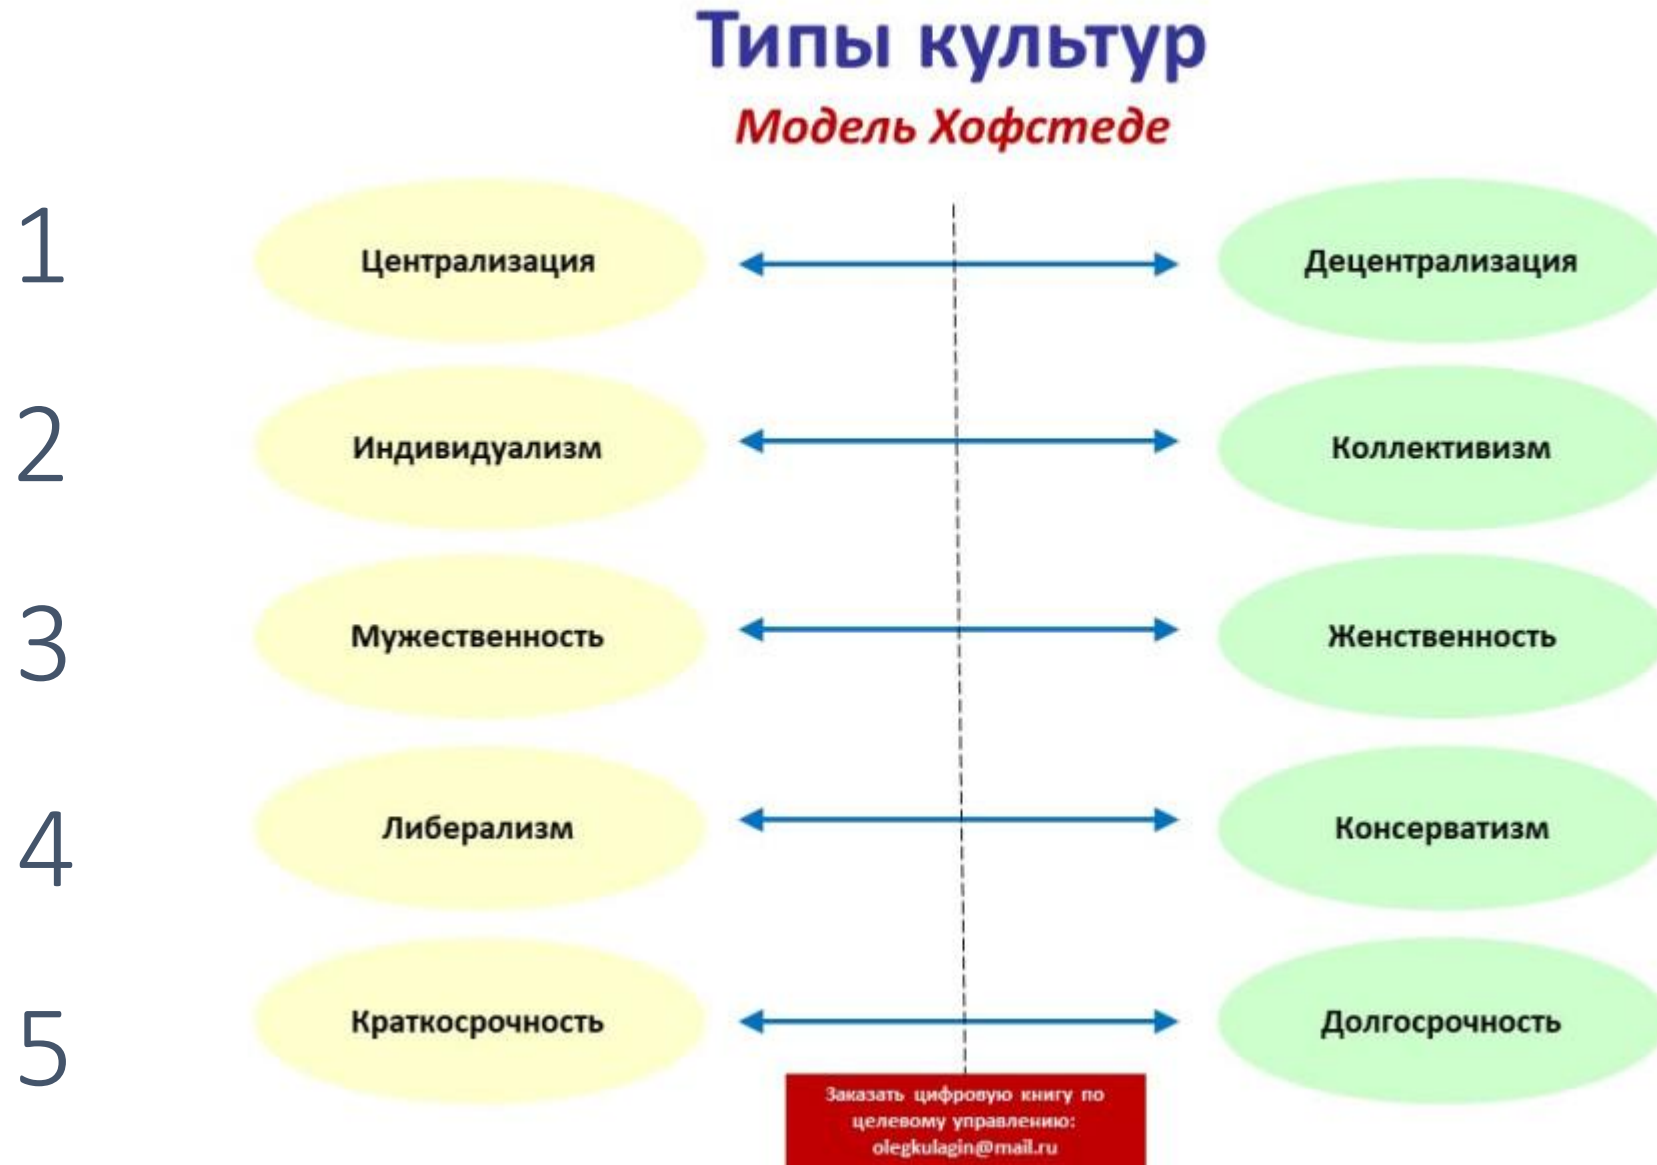 Типы культур
Модель Хофстеде
1
Централизация
Децентрализация
2
Индивидуализм
Коллективизм
3
Мужественность
Женственность
4
Либерализм
Консерватизм
5
Краткосрочность
Долгосрочность
Заказать цифровую книгу по
целевому управлению:
olegkulagin@mail.ru